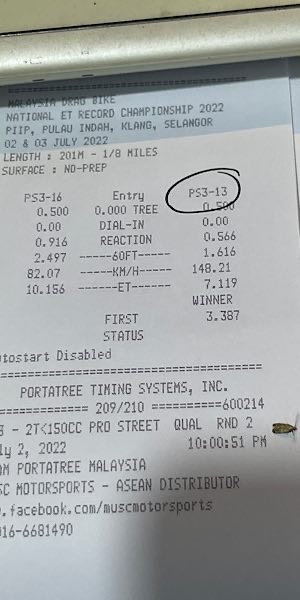 MALAYSIA DRAG BIKE
NATIONAL ET RECORD CHAMPIONSHIP 2022
PIIP, PULAU INDAH, KLANG, SELANGOR
02 & 03 JULY 2022
LENGTH : 201M - 1/8 MILES
SURFACE : NO-PREP
PS3-16 Entry PS3-13
0.500 0.000 TREE 0.500
0.00 DIAL-IN 0.00
0.916 REACTION 0.566
2.497 -----60FT----- 1.616
82.07 -----KM/H----- 148.21
10.156 ------ET------ 7.119
WINNER
FIRST 3.387
STATUS
utostart Disabled
PORTATREE TIMING SYSTEMS, INC.
============ 209/210 ==========600214
3 - 2T<150CC PRO STREET QUAL RND 2
ly 2, 2022 10:00:51 PM
AM PORTATREE MALAYSIA
SC MOTORSPORTS - ASEAN DISTRIBUTOR
.facebook.com/muscmotorsports
016-6681490